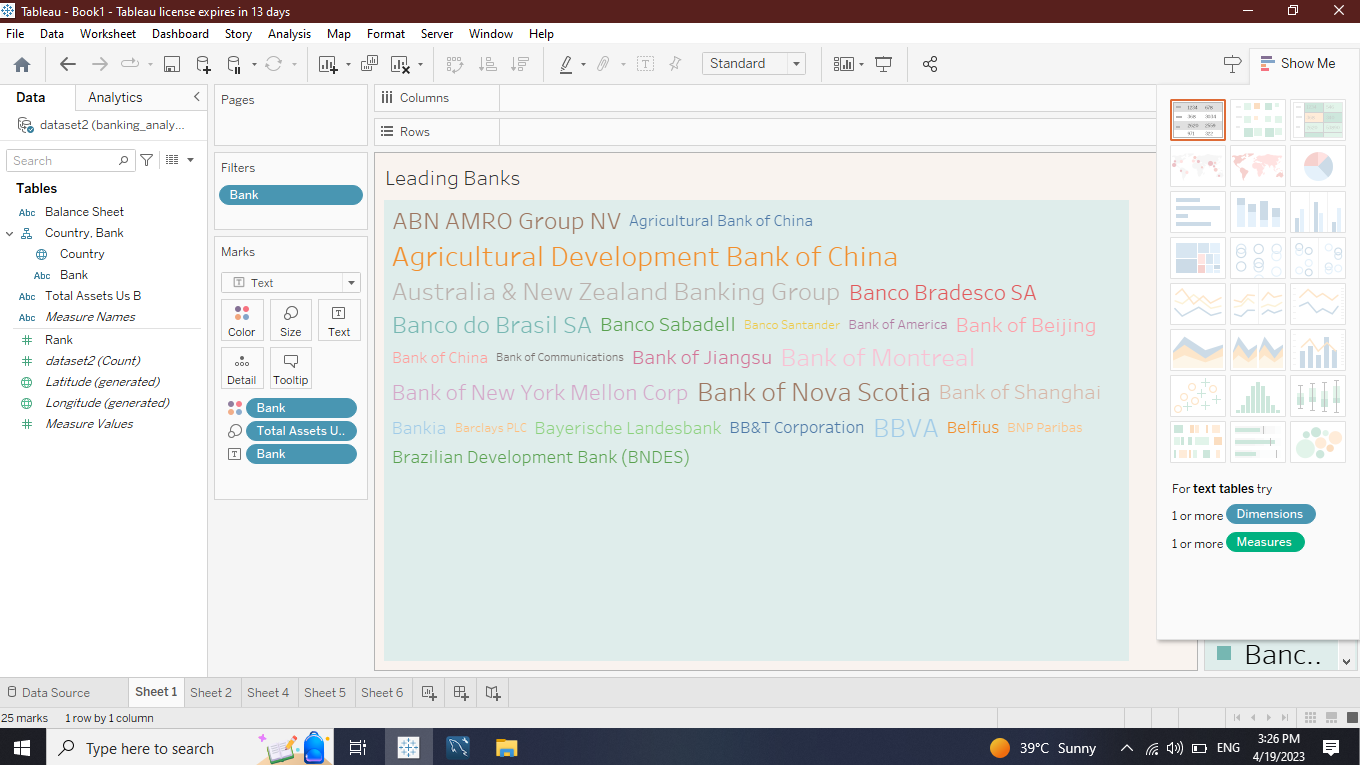 Tableau - Book1 - Tableau license expires in 13 days
File Data Worksheet Dashboard Story Analysis Map Format Server Window Help
Standard
Show Me
Data Analytics
dataset2 (banking_analy...
Search
Tables
Abc Balance Sheet
Country, Bank
Country
Abc Bank
Abc Total Assets Us B
Abc Measure Names
Rank
dataset2 (Count)
Latitude (generated)
Longitude (generated)
Measure Values
Pages
Filters
Bank
Marks
Text
Color Size Text
Detail Tooltip
Bank
Total Assets U..
Bank
Columns
Rows
Leading Banks
ABN AMRO Group NV Agricultural Bank of China
Agricultural Development Bank of China
Australia & New Zealand Banking Group Banco Bradesco SA
Banco do Brasil SA Banco Sabadell Banco Santander Bank of America Bank of Beijing
Bank of China Bank of Communications Bank of Jiangsu Bank of Montreal
Bank of New York Mellon Corp Bank of Nova Scotia Bank of Shanghai
Bankia Barclays PLC Bayerische Landesbank BB&T Corporation BBVA Belfius BNP Paribas
Brazilian Development Bank (BNDES)
For text tables try
1 or more Dimensions
1 or more Measures
Banc..
Data Source Sheet 1 Sheet 2 Sheet 4 Sheet 5 Sheet 6
25 marks 1 row by 1 column
Type here to search
39°C Sunny
ENG
3:26 PM
4/19/2023